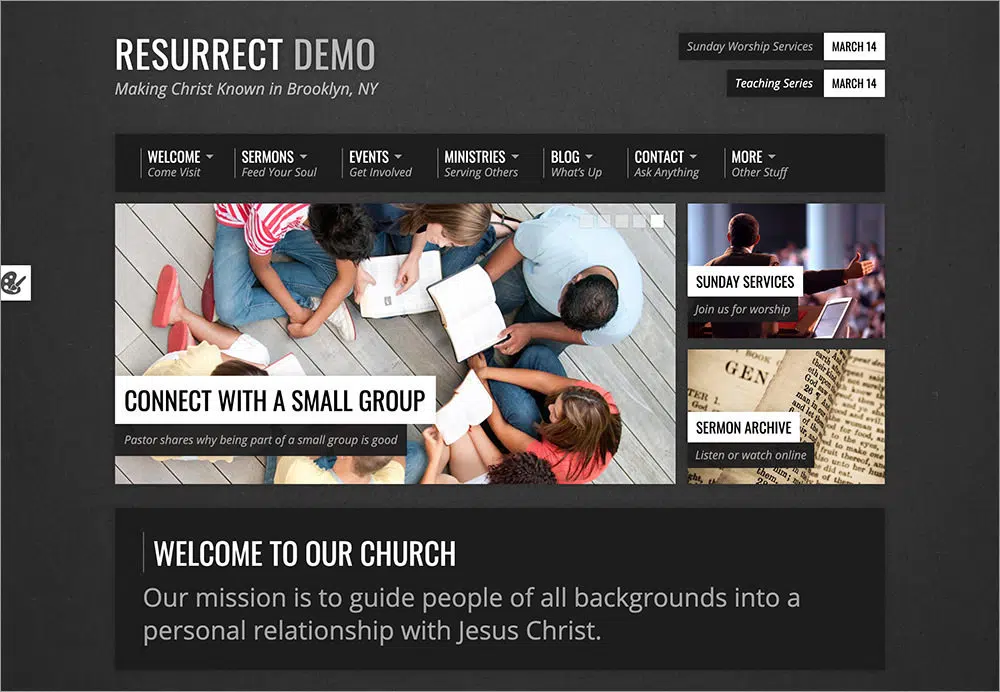 RESURRECT DEMO
Making Christ Known in Brooklyn, NY
Sunday Worship Services MARCH 14
Teaching Series MARCH 14
WELCOME SERMONS EVENTS MINISTRIES BLOG CONTACT MORE
Come Visit Feed Your Soul Get Involved Serving Others What's Up Ask Anything Other Stuff
CONNECT WITH A SMALL GROUP
Pastor shares why being part of a small group is good
SUNDAY SERVICES
Join us for worship
GEN
SERMON ARCHIVE
Listen or watch online
WELCOME TO OUR CHURCH
Our mission is to guide people of all backgrounds into a
personal relationship with Jesus Christ.